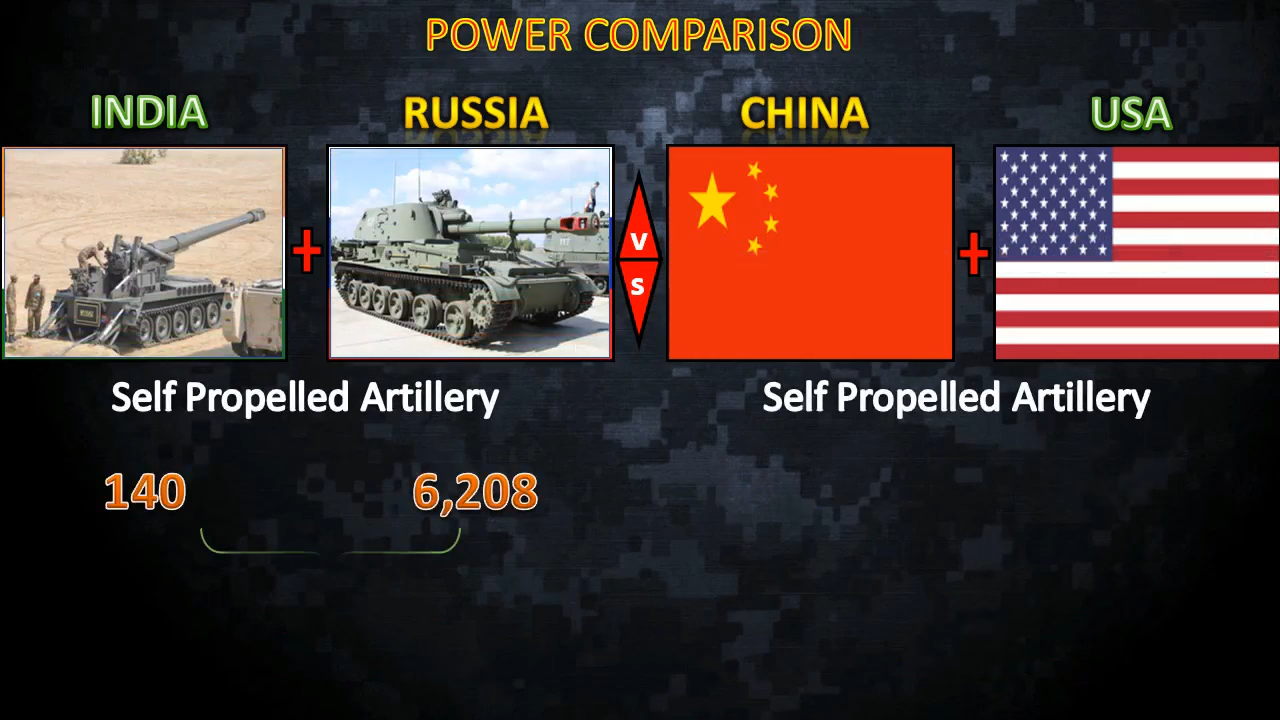 POWER COMPARISON
INDIA RUSSIA CHINA USA
V
S
Self Propelled Artillery Self Propelled Artillery
140 6,208